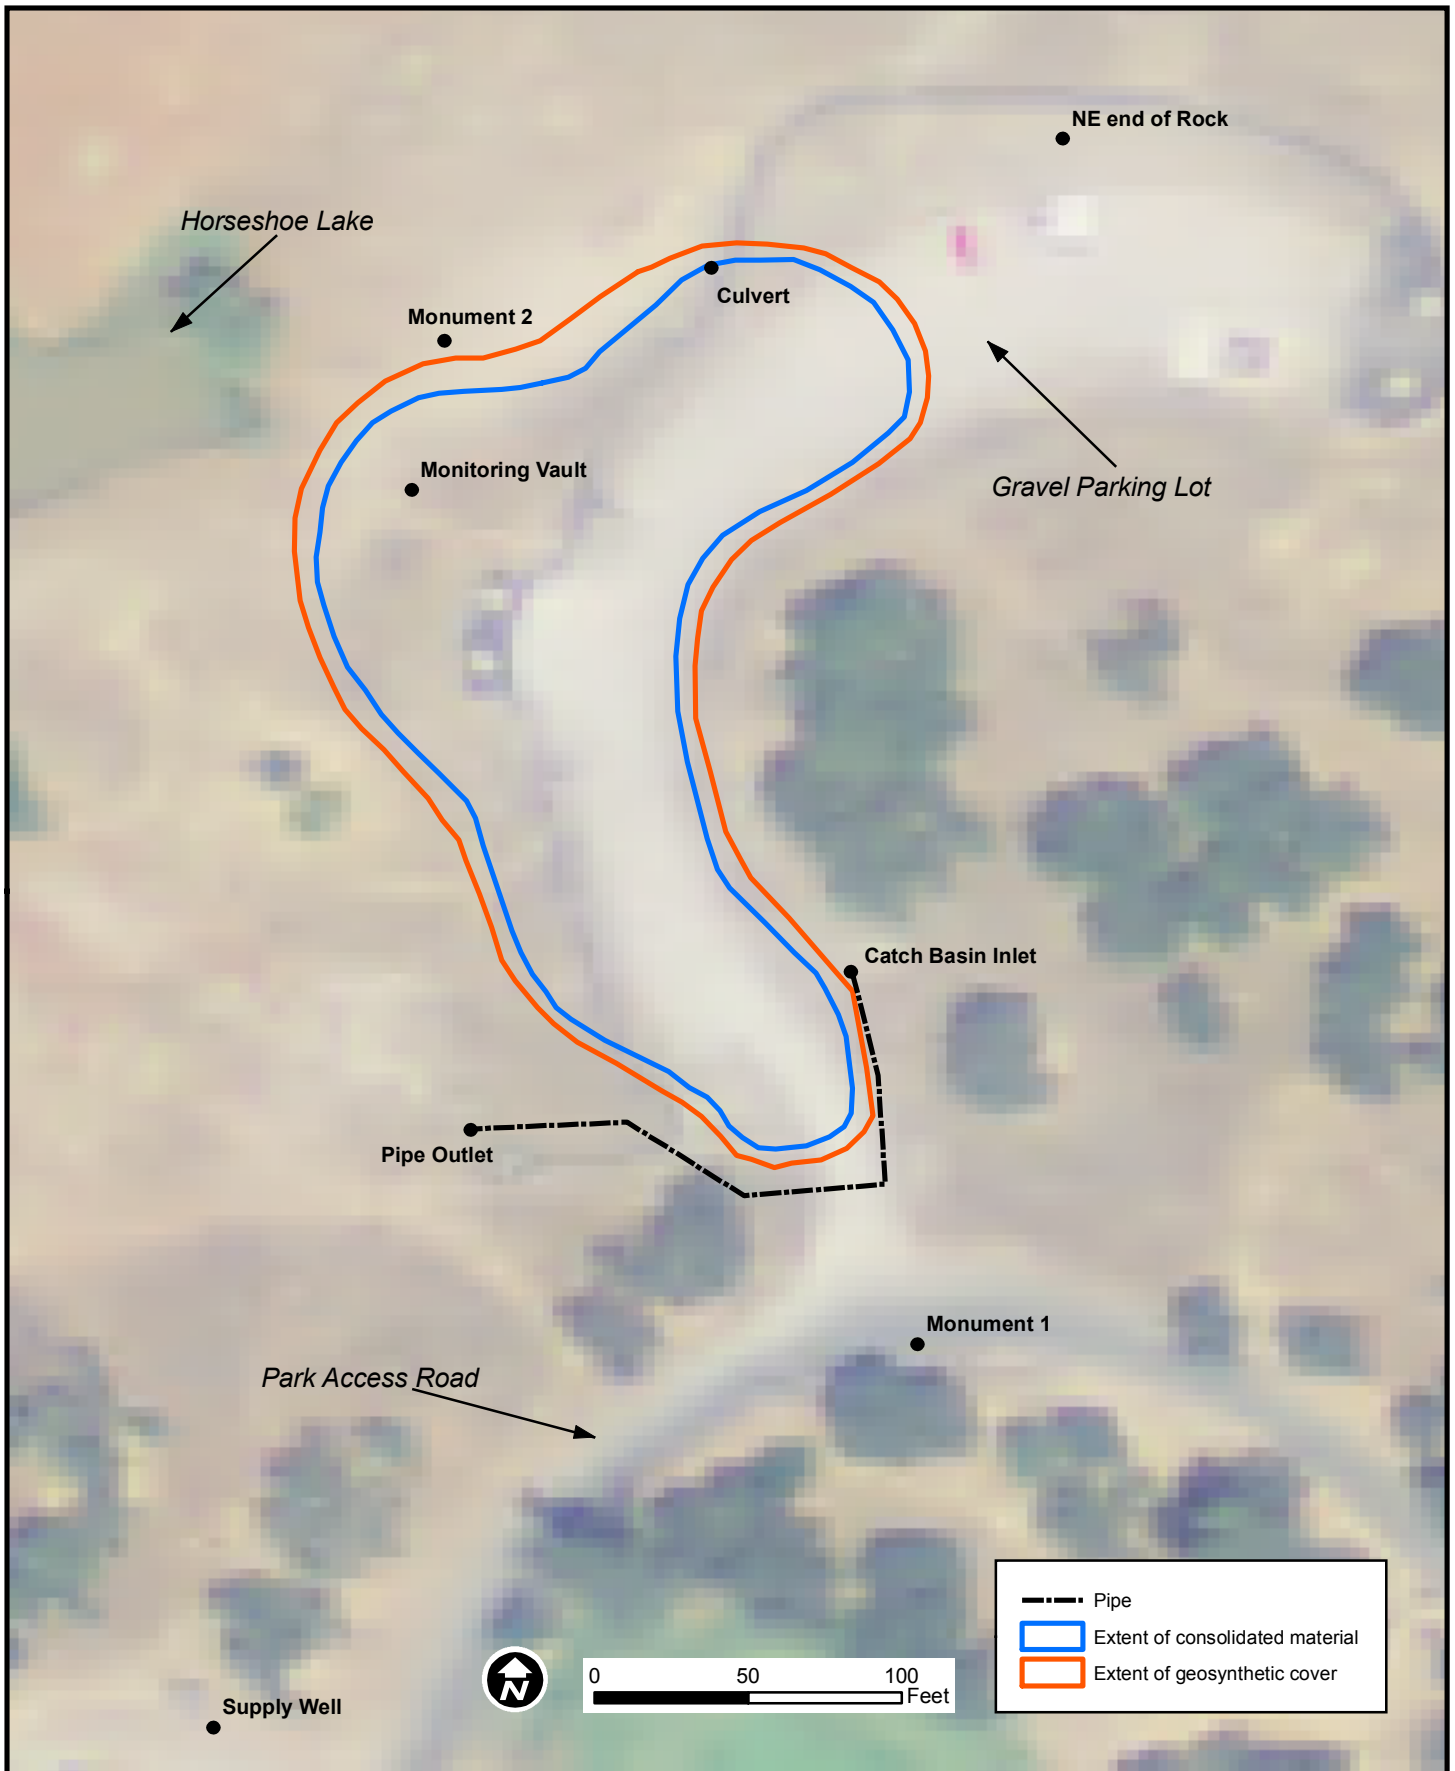 NE end of Rock
Horseshoe Lake
Culvert
Monument 2
Monitoring Vault
Gravel Parking Lot
Catch Basin Inlet
Pipe Outlet
Monument 1
Park Access Road
Pipe
Extent of consolidated material
Extent of geosynthetic cover
N
0 50 100
Feet
Supply Well